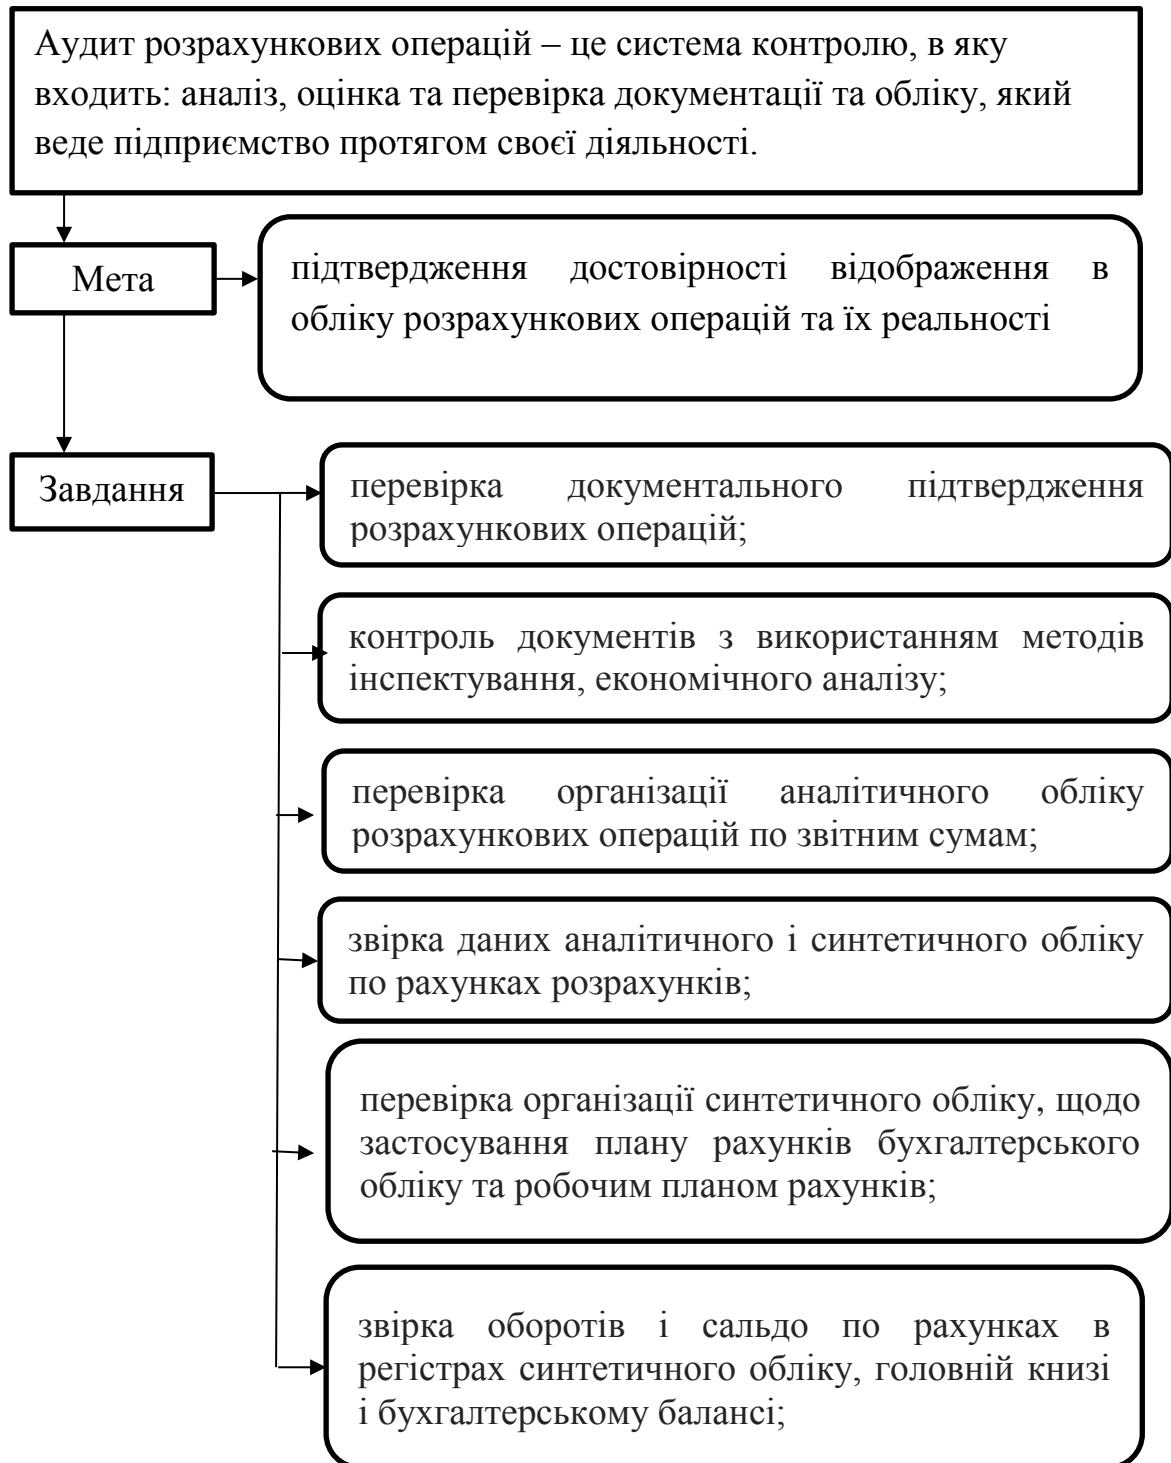 Аудит розрахункових операцій – це система контролю, в яку
входить: аналіз, оцінка та перевірка документації та обліку, який
веде підприємство протягом своєї діяльності.
Мета
підтвердження достовірності відображення в
обліку розрахункових операцій та їх реальності
Завдання
перевірка документального підтвердження
розрахункових операцій;
контроль документів з використанням методів
інспектування, економічного аналізу;
перевірка організації аналітичного обліку
розрахункових операцій по звітним сумам;
звірка даних аналітичного і синтетичного обліку
по рахунках розрахунків;
перевірка організації синтетичного обліку, щодо
застосування плану рахунків бухгалтерського
обліку та робочим планом рахунків;
звірка оборотів і сальдо по рахунках в
регістрах синтетичного обліку, головній книзі
і бухгалтерському балансі;